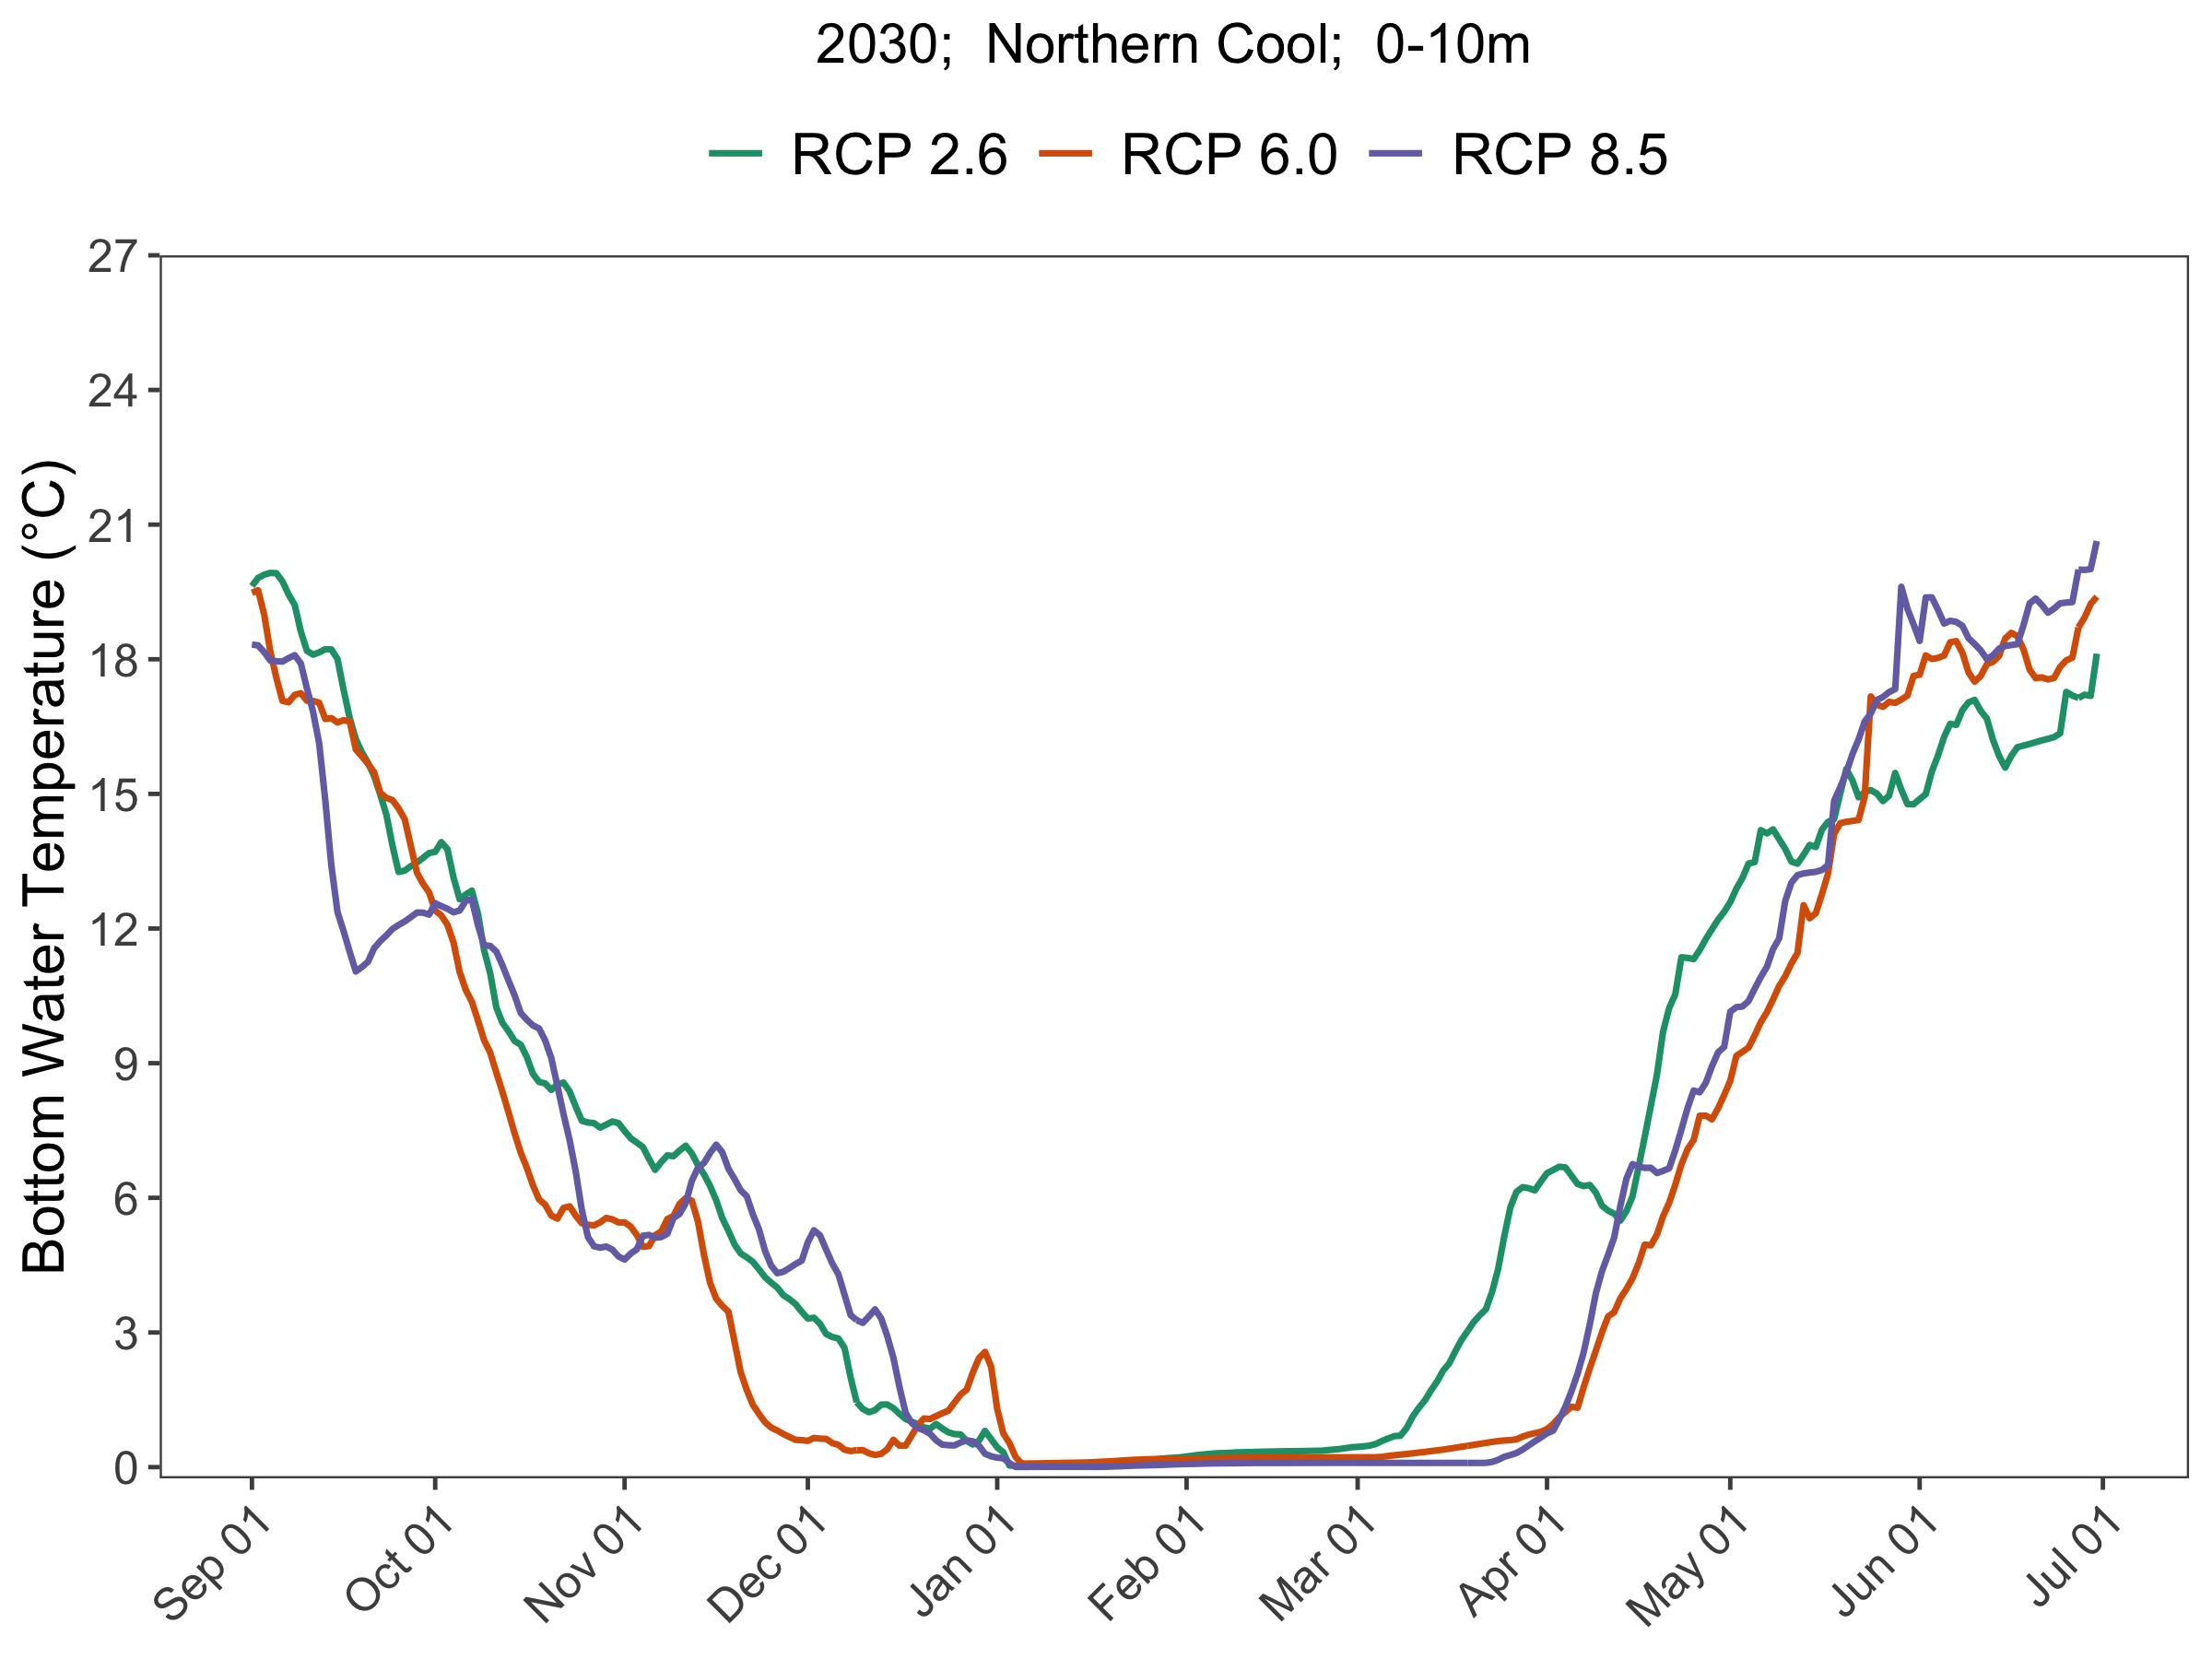 2030;  Northern Cool;  0-10m
RCP 2.6 RCP 6.0 RCP 8.5
Bottom Water Temperature (°C)
27
24
21
18
15
12
9
6
3
0
Sep 01 Oct 01 Nov 01 Dec 01 Jan 01 Feb 01 Mar 01 Apr 01 May 01 Jun 01 Jul 01